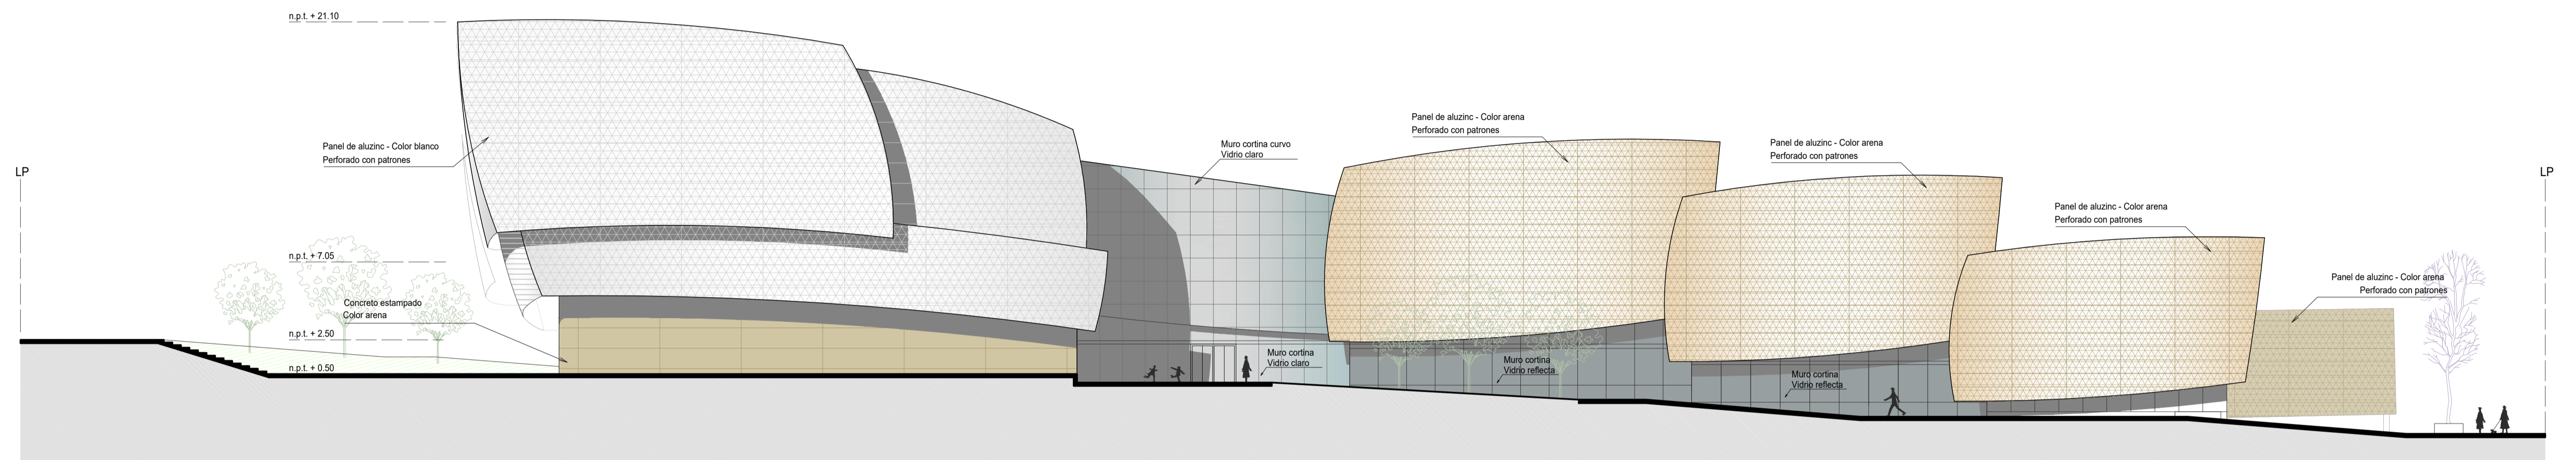 n.p.t. + 21.10
Panel de aluzinc - Color blanco
Perforado con patrones
LP
n.p.t. + 7.05
Concreto estampado
Color arena
n.p.t. + 2.50
n.p.t. + 0.50
Muro cortina curvo
Vidrio claro
Muro cortina
Vidrio claro
Panel de aluzinc - Color arena
Perforado con patrones
Muro cortina
Vidrio reflecta
Panel de aluzinc - Color arena
Perforado con patrones
Muro cortina
Vidrio reflecta
Panel de aluzinc - Color arena
Perforado con patrones
Panel de aluzinc - Color arena
Perforado con patrones
LP